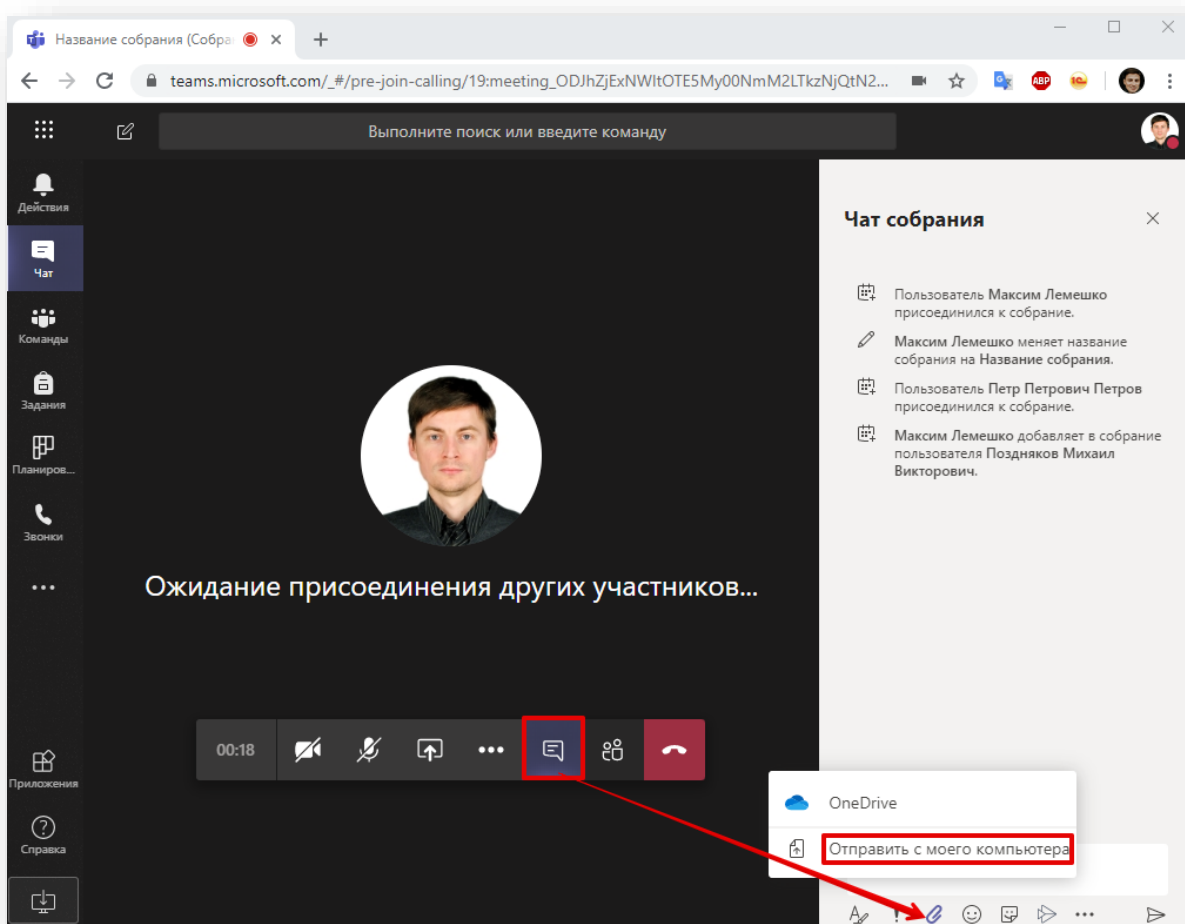 Название собрания (Собра
teams.microsoft.com/_#/pre-join-calling/19:meeting_ODJhZjExNWItOTE5My00NmM2LTkzNjQtN2...
ABP
1C
Выполните поиск или введите команду
Действия
Чат
Команды
Задания
Планиров...
Звонки
Приложения
Справка
Ожидание присоединения других участников...
00:18
Чат собрания
Пользователь Максим Лемешко
присоединился к собрание.
Максим Лемешко меняет название
собрания на Название собрания.
Пользователь Петр Петрович Петров
присоединился к собрание.
Максим Лемешко добавляет в собрание
пользователя Поздняков Михаил
Викторович.
OneDrive
Отправить с моего компьютера